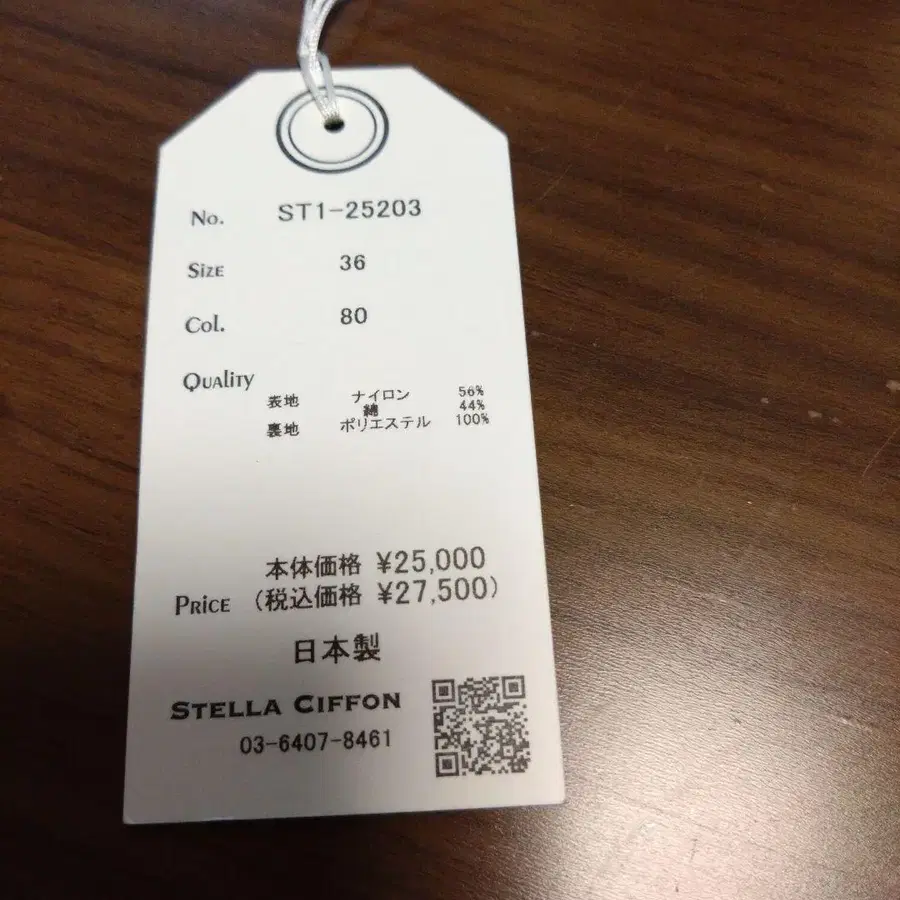 No. ST1-25203
Size 36
Col. 80
Quality
表地 ナイロン 56%
綿 44%
裏地 ポリエステル 100%
本体価格 ¥25,000
Price (税込価格 ¥27,500)
日本製
STELLA CIFFON
03-6407-8461